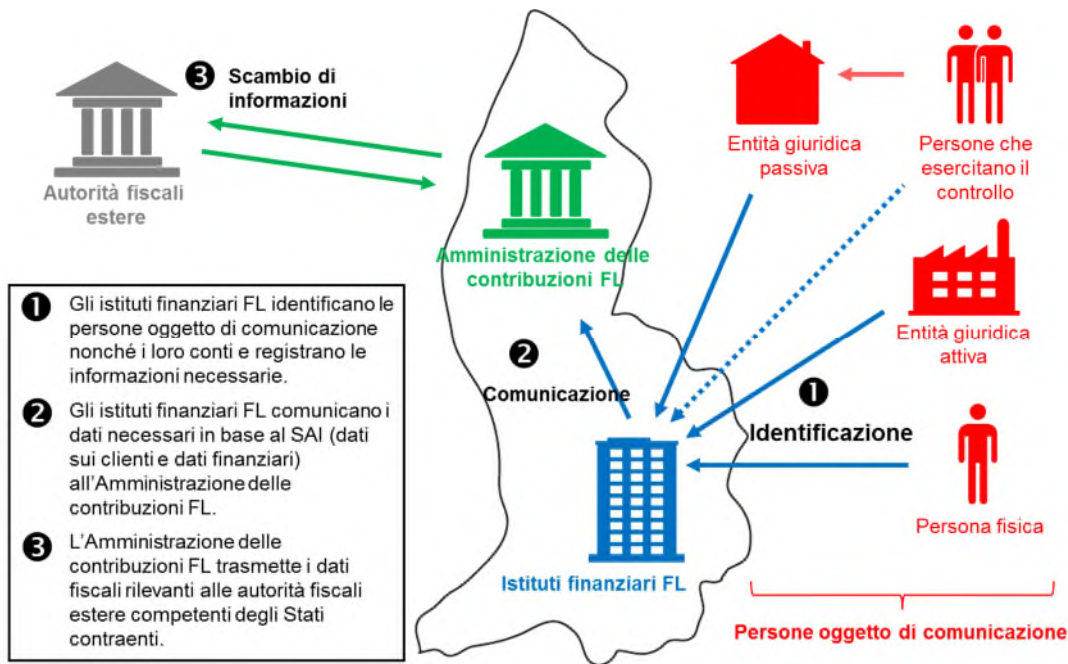 ❸ Scambio di
informazioni
Autorità fiscali
estere
Amministrazione delle
contribuzioni FL
Entità giuridica
passiva
Persone che
esercitano il
controllo
Entità giuridica
attiva
❶
Identificazione
❷
Comunicazione
Persona fisica
Istituti finanziari FL
Persone oggetto di comunicazione
❶ Gli istituti finanziari FL identificano le
persone oggetto di comunicazione
nonché i loro conti e registrano le
informazioni necessarie.
❷ Gli istituti finanziari FL comunicano i
dati necessari in base al SAI (dati
sui clienti e dati finanziari)
all'Amministrazione delle
contribuzioni FL.
❸ L'Amministrazione delle
contribuzioni FL trasmette i dati
fiscali rilevanti alle autorità fiscali
estere competenti degli Stati
contraenti.